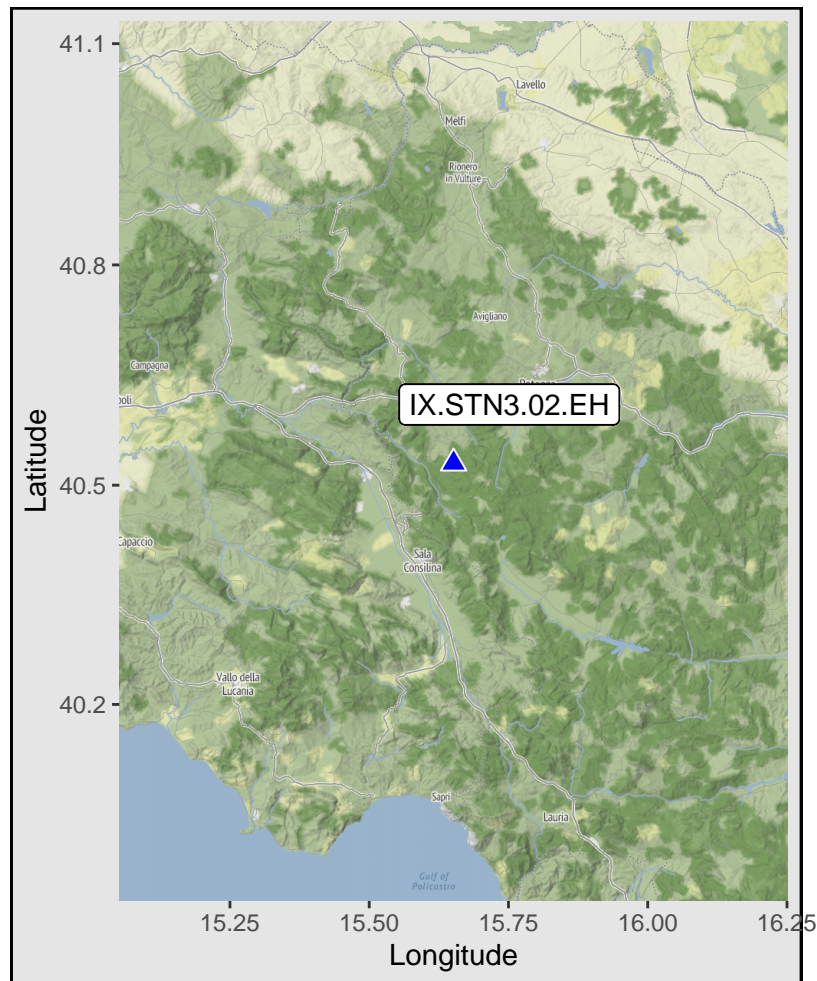 41.1
Lavello
Melfi
Rionero
in Vulture
40.8
Avigliano
Campagna
IX.STN3.02.EH
Latitude
40.5
Capaccio
Sala
Consilina
Vallo della
Lucania
40.2
Sapri
Lauria
Gulf of
Policastro
15.25 15.50 15.75 16.00 16.25
Longitude